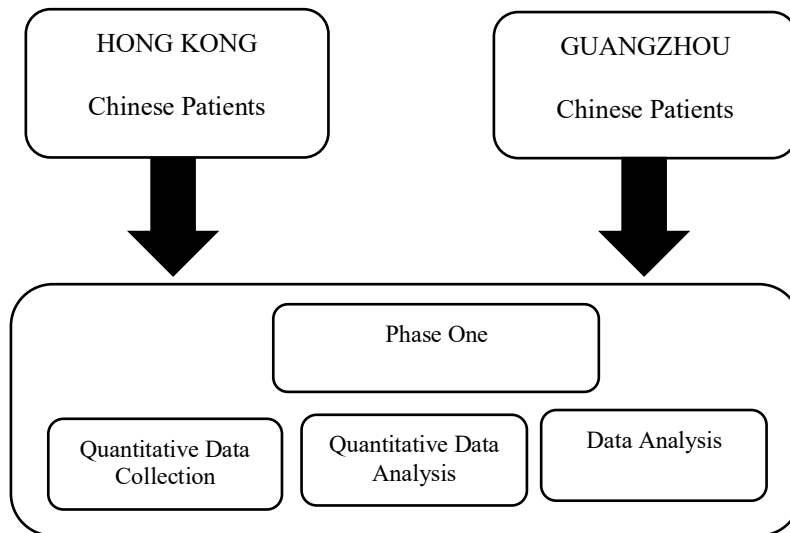 HONG KONG
Chinese Patients
GUANGZHOU
Chinese Patients
Phase One
Quantitative Data
Collection
Quantitative Data
Analysis
Data Analysis